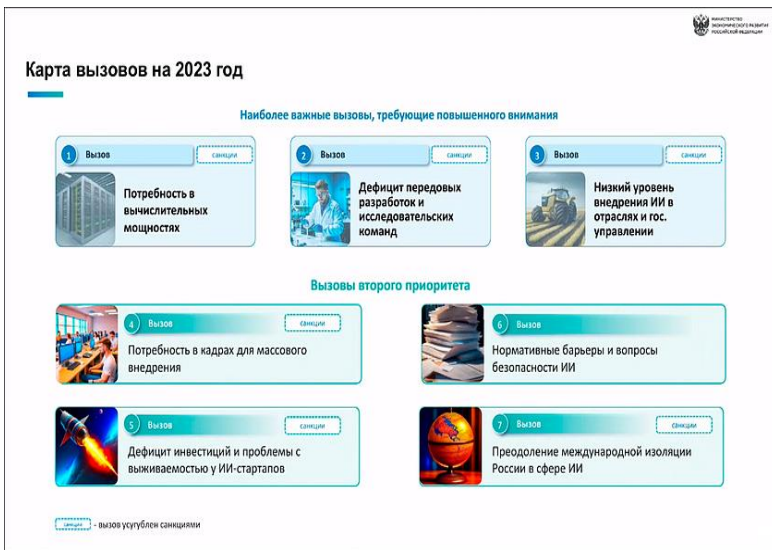 МИНИСТЕРСТВО
ЭКОНОМИЧЕСКОГО РАЗВИТИЯ
РОССИЙСКОЙ ФЕДЕРАЦИИ
Карта вызовов на 2023 год
Наиболее важные вызовы, требующие повышенного внимания
1 Вызов санкции
Потребность в
вычислительных
мощностях
2 Вызов санкции
Дефицит передовых
разработок и
исследовательских
команд
3 Вызов санкции
Низкий уровень
внедрения ИИ в
отраслях и гос.
управлении
Вызовы второго приоритета
4 Вызов санкции
Потребность в кадрах для массового
внедрения
6 Вызов
Нормативные барьеры и вопросы
безопасности ИИ
5 Вызов санкции
Дефицит инвестиций и проблемы с
выживаемостью у ИИ-стартапов
7 Вызов санкции
Преодоление международной изоляции
России в сфере ИИ
санкции - вызов усугублен санкциями